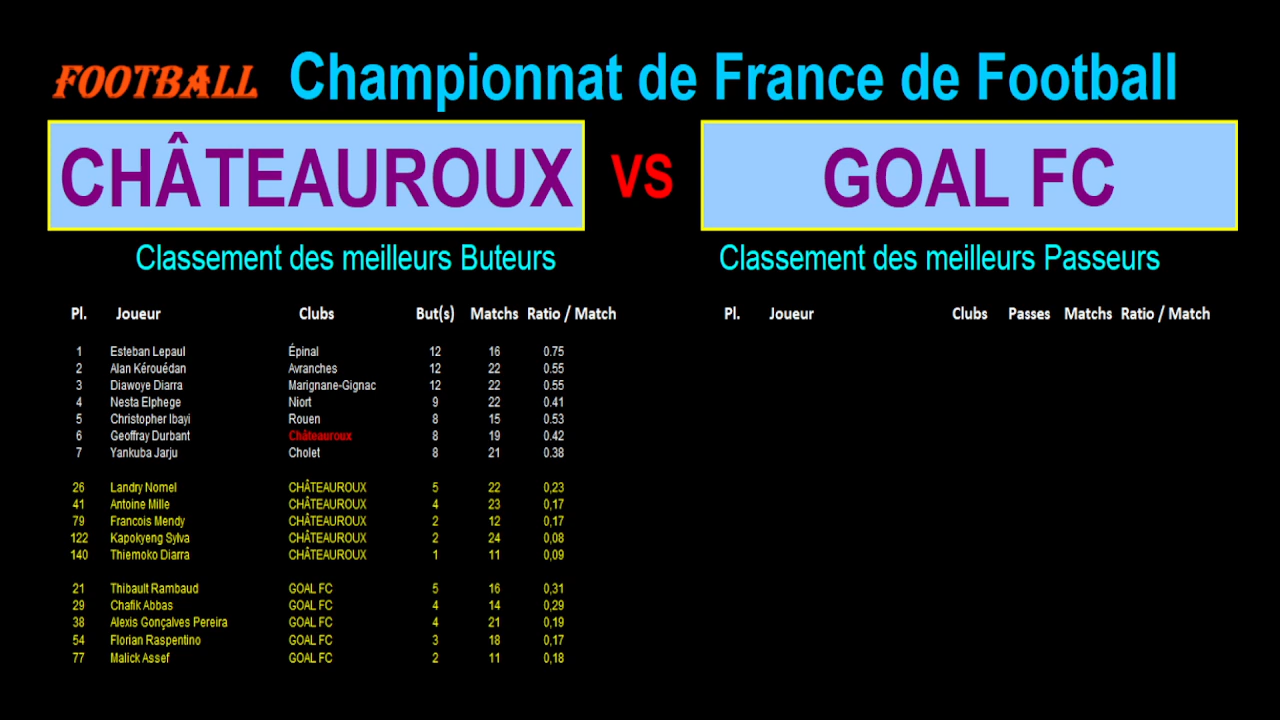 FOOTBALL Championnat de France de Football
CHÂTEAUROUX VS GOAL FC
Classement des meilleurs Buteurs
Pl. Joueur Clubs But(s) Matchs Ratio / Match
1 Esteban Lepaul Épinal 12 16 0.75
2 Alan Kérouédan Avranches 12 22 0.55
3 Diawoye Diarra Marignane-Gignac 12 22 0.55
4 Nesta Elphege Niort 9 22 0.41
5 Christopher Ibayi Rouen 8 15 0.53
6 Geoffray Durbant Châteauroux 8 19 0.42
7 Yankuba Jarju Cholet 8 21 0.38
26 Landry Nomel CHÂTEAUROUX 5 22 0,23
41 Antoine Mille CHÂTEAUROUX 4 23 0,17
79 Francois Mendy CHÂTEAUROUX 2 12 0,17
122 Kapokyeng Sylva CHÂTEAUROUX 2 24 0,08
140 Thiemoko Diarra CHÂTEAUROUX 1 11 0,09
21 Thibault Rambaud GOAL FC 5 16 0,31
29 Chafik Abbas GOAL FC 4 14 0,29
38 Alexis Gonçalves Pereira GOAL FC 4 21 0,19
54 Florian Raspentino GOAL FC 3 18 0,17
77 Malick Assef GOAL FC 2 11 0,18
Classement des meilleurs Passeurs
Pl. Joueur Clubs Passes Matchs Ratio / Match